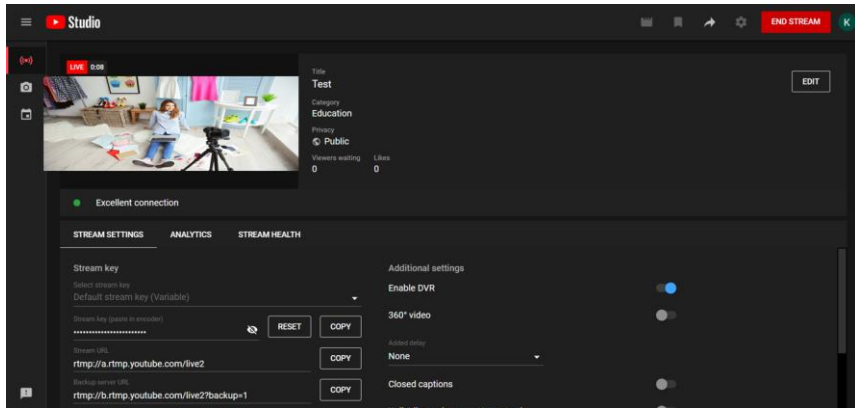 Studio
END STREAM
K
LIVE 0:08
Title
Test
EDIT
Category
Education
Privacy
Public
Viewers waiting Likes
0 0
Excellent connection
STREAM SETTINGS ANALYTICS STREAM HEALTH
Stream key
Additional settings
Select stream key
Default stream key (Variable)
Enable DVR
Stream key (paste in encoder)
RESET COPY
360° video
Stream URL
rtmp://a.rtmp.youtube.com/live2
COPY
Added delay
None
Backup server URL
rtmp://b.rtmp.youtube.com/live2?backup=1
COPY
Closed captions